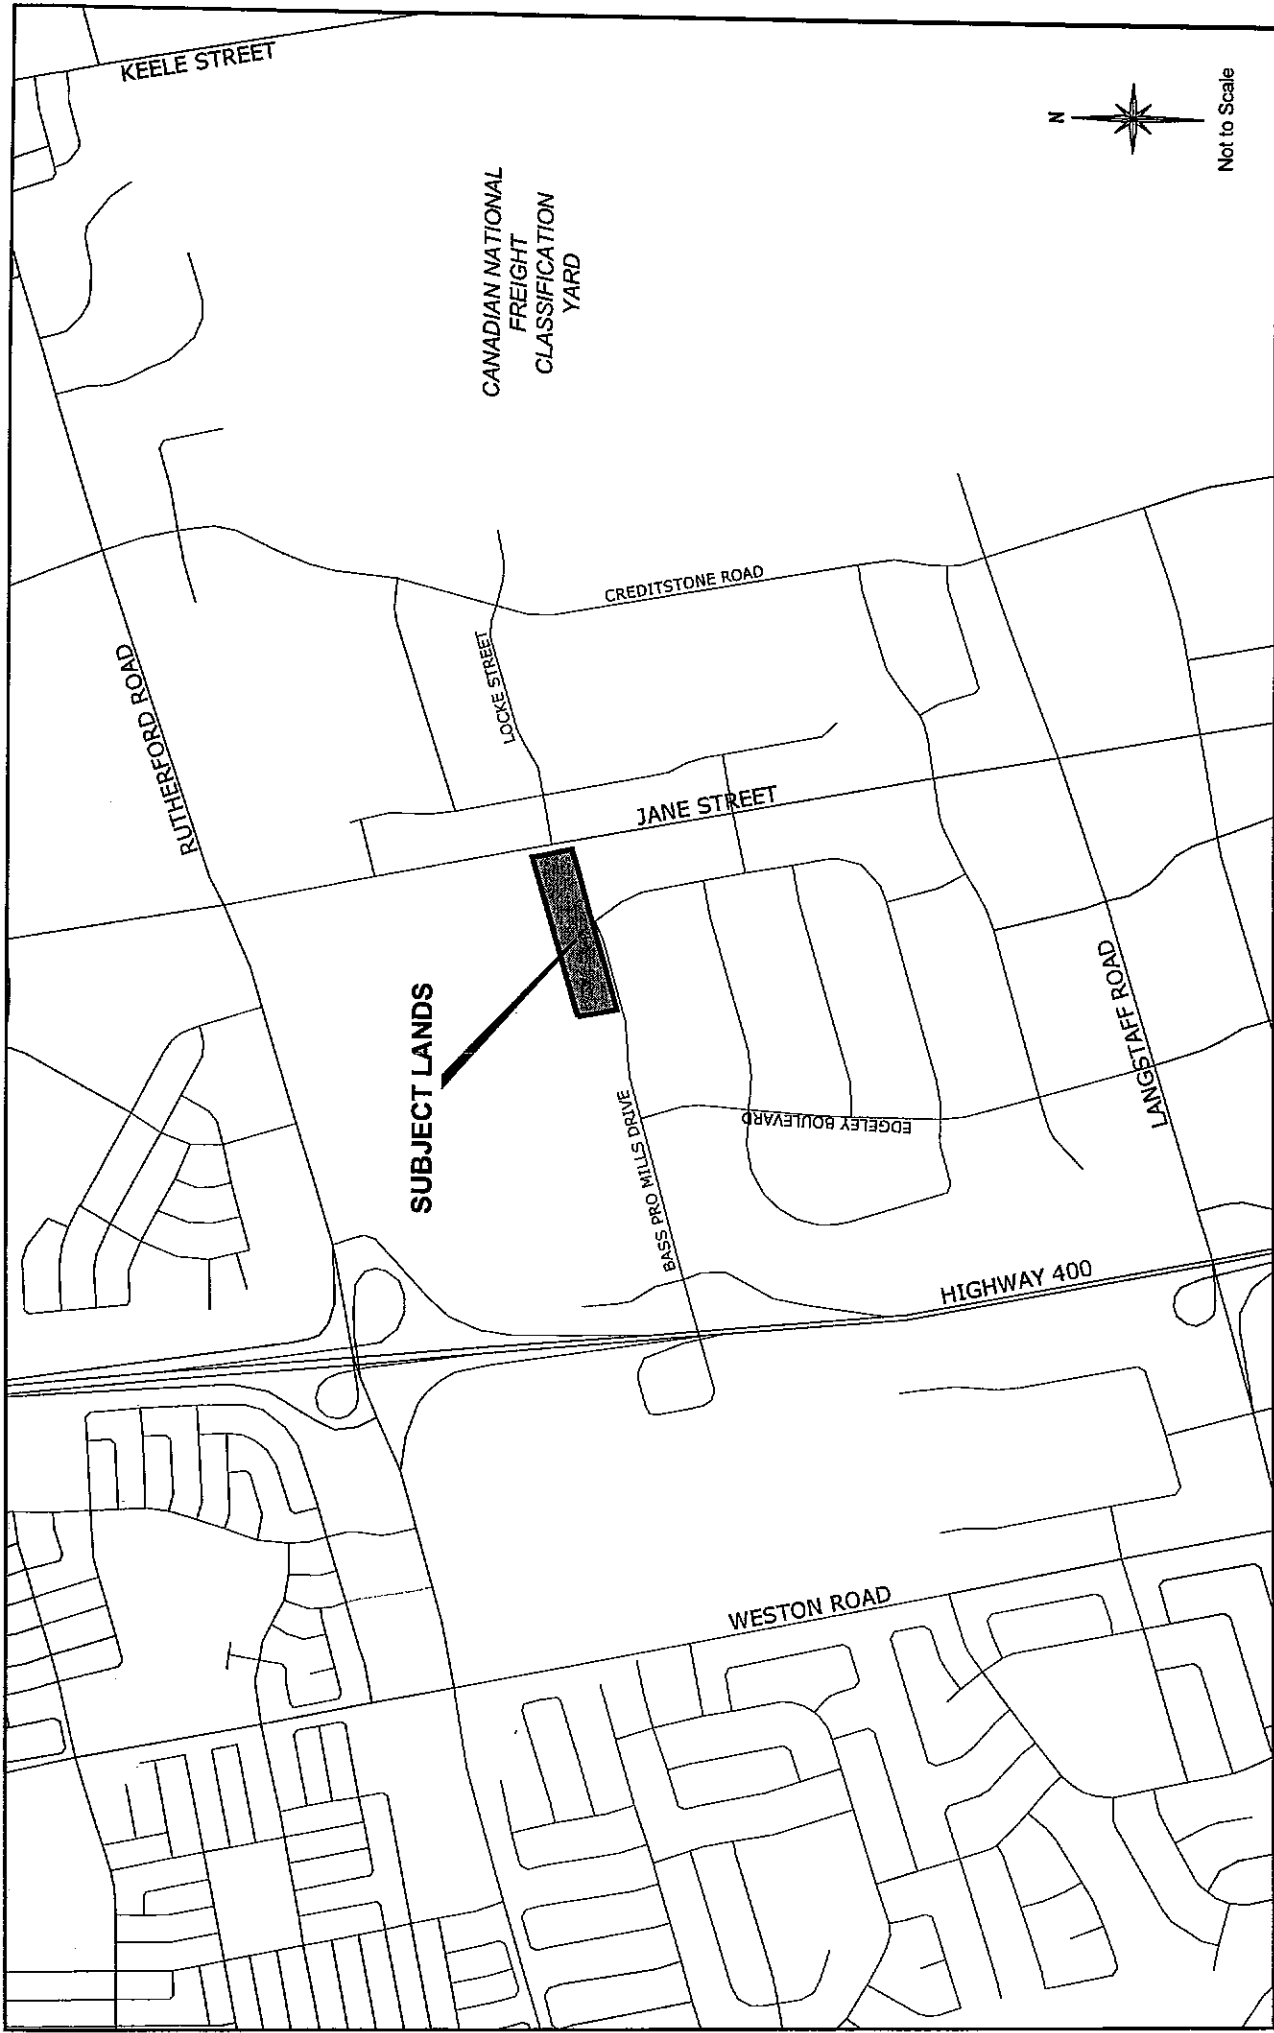 KEELE STREET
CANADIAN NATIONAL
FREIGHT
CLASSIFICATION
YARD
N
Not to Scale
RUTHERFORD ROAD
CREDITSTONE ROAD
LOCKE STREET
JANE STREET
SUBJECT LANDS
BASS PRO MILLS DRIVE
EDGELEY BOULEVARD
LANGSTAFF ROAD
HIGHWAY 400
WESTON ROAD